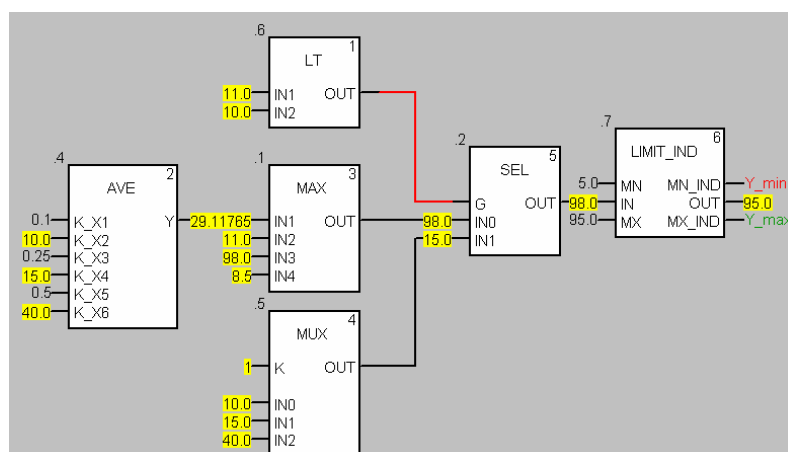 .6
1
LT
11.0 IN1 OUT
10.0 IN2
.4
2
AVE
0.1 K_X1 Y
10.0 K_X2
0.25 K_X3
15.0 K_X4
0.5 K_X5
40.0 K_X6
.1
3
MAX
29.11765 IN1 OUT
11.0 IN2
98.0 IN3
8.5 IN4
.5
4
MUX
1 K OUT
10.0 IN0
15.0 IN1
40.0 IN2
.2
5
SEL
G
98.0 IN0 OUT
15.0 IN1
.7
6
LIMIT_IND
5.0 MN MN_IND Y_min
98.0 IN OUT 95.0
95.0 MX MX_IND Y_max